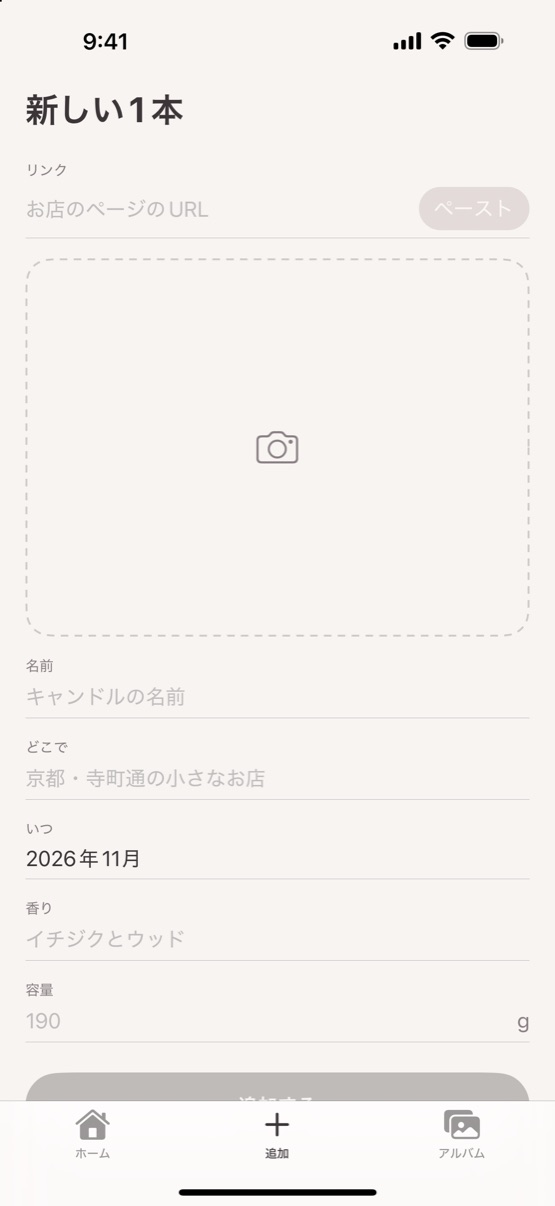 9:41
新しい1本
リンク
お店のページのURL
ペースト
名前
キャンドルの名前
どこで
京都・寺町通の小さなお店
いつ
2026年11月
香り
イチジクとウッド
容量
190
g
追加する
ホーム
追加
アルバム